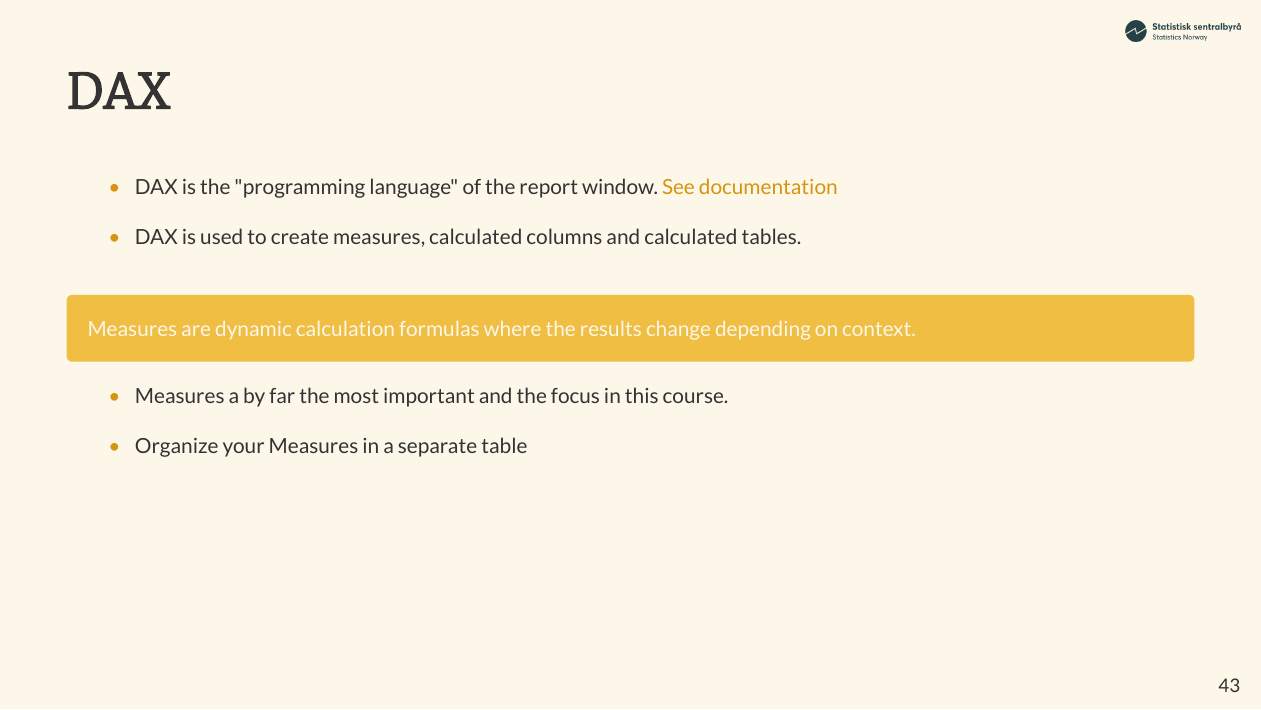 Statistisk sentralbyrå
Statistics Norway
DAX
DAX is the "programming language" of the report window. See documentation
DAX is used to create measures, calculated columns and calculated tables.
Measures are dynamic calculation formulas where the results change depending on context.
Measures a by far the most important and the focus in this course.
Organize your Measures in a separate table
43